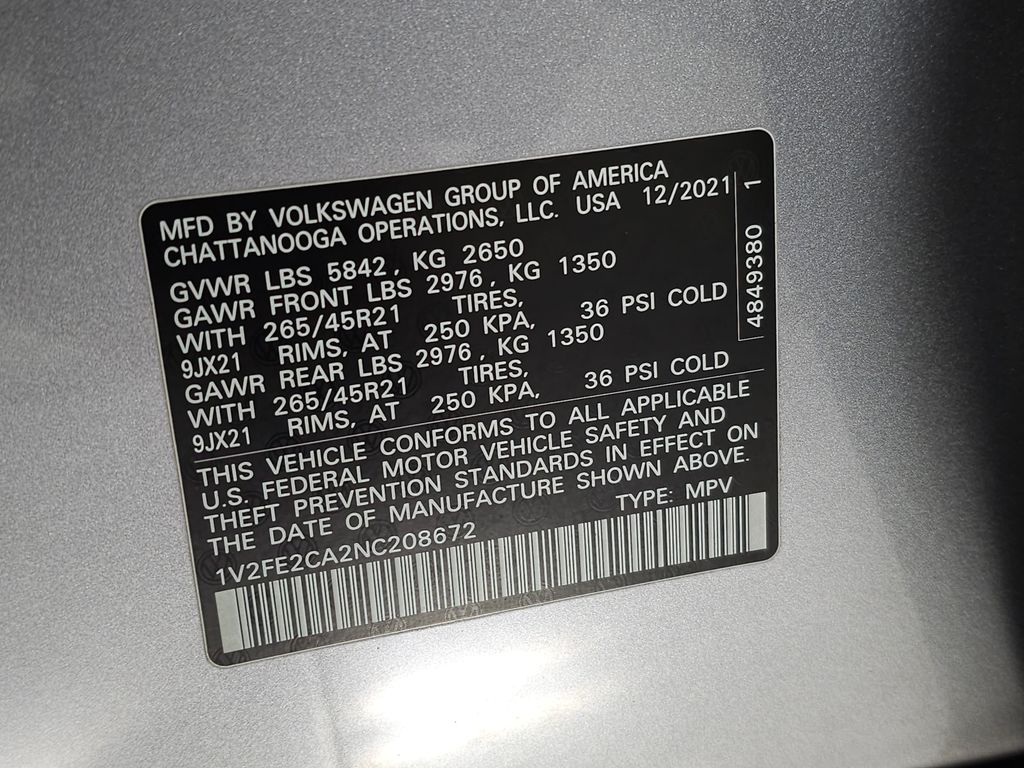 MFD BY VOLKSWAGEN GROUP OF AMERICA
CHATTANOOGA OPERATIONS, LLC. USA 12/2021
GVWR LBS 5842, KG 2650
GAWR FRONT LBS 2976, KG 1350
WITH 265/45R21 TIRES,
9JX21 RIMS, AT 250 KPA, 36 PSI COLD
GAWR REAR LBS 2976, KG 1350
WITH 265/45R21 TIRES,
9JX21 RIMS, AT 250 KPA, 36 PSI COLD
4849380 1
THIS VEHICLE CONFORMS TO ALL APPLICABLE
U.S. FEDERAL MOTOR VEHICLE SAFETY AND
THEFT PREVENTION STANDARDS IN EFFECT ON
THE DATE OF MANUFACTURE SHOWN ABOVE.
1V2FE2CA2NC208672 TYPE: MPV